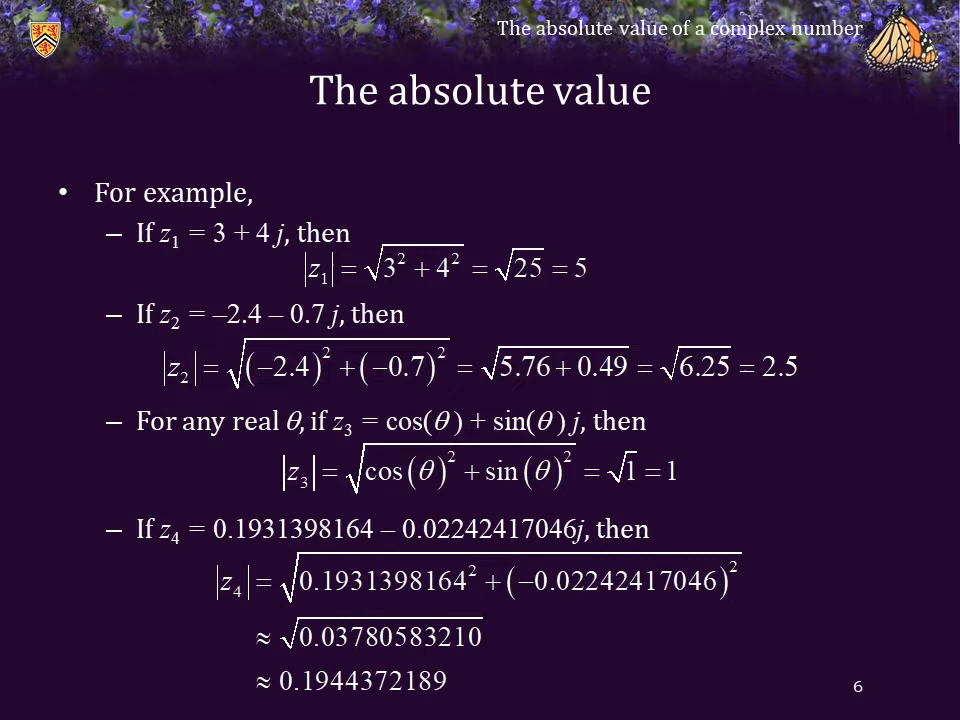 The absolute value of a complex number
The absolute value
• For example,
– If z₁ = 3 + 4 j, then
|z₁| = √(3² + 4²) = √25 = 5
– If z₂ = –2.4 – 0.7 j, then
|z₂| = √((−2.4)² + (−0.7)²) = √(5.76 + 0.49) = √6.25 = 2.5
– For any real θ, if z₃ = cos(θ ) + sin(θ ) j, then
|z₃| = √(cos(θ)² + sin(θ)²) = √1 = 1
– If z₄ = 0.1931398164 – 0.02242417046j, then
|z₄| = √(0.1931398164² + (−0.02242417046)²)
≈ √0.03780583210
≈ 0.1944372189
6